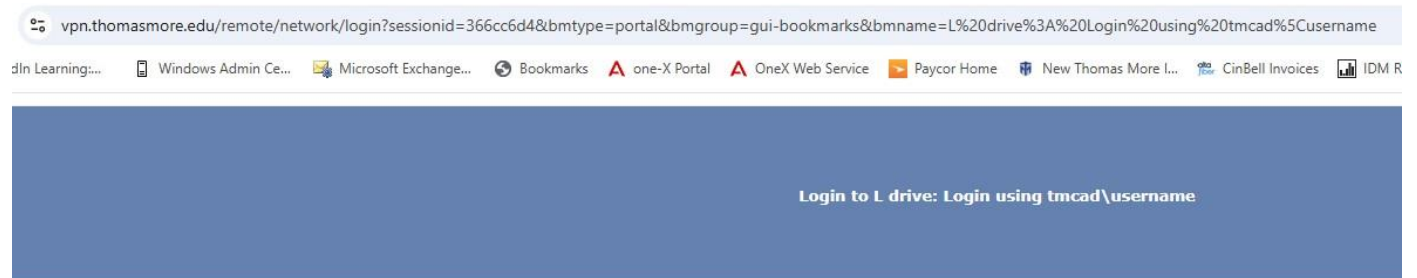 vpn.thomasmore.edu/remote/network/login?sessionid=366cc6d4&bmtype=portal&bmgroup=gui-bookmarks&bmname=L%20drive%3A%20Login%20using%20tmcad%5Cusername
dIn Learning:... Windows Admin Ce... Microsoft Exchange... Bookmarks one-X Portal OneX Web Service Paycor Home New Thomas More I... CinBell Invoices IDM R
Login to L drive: Login using tmcad\username